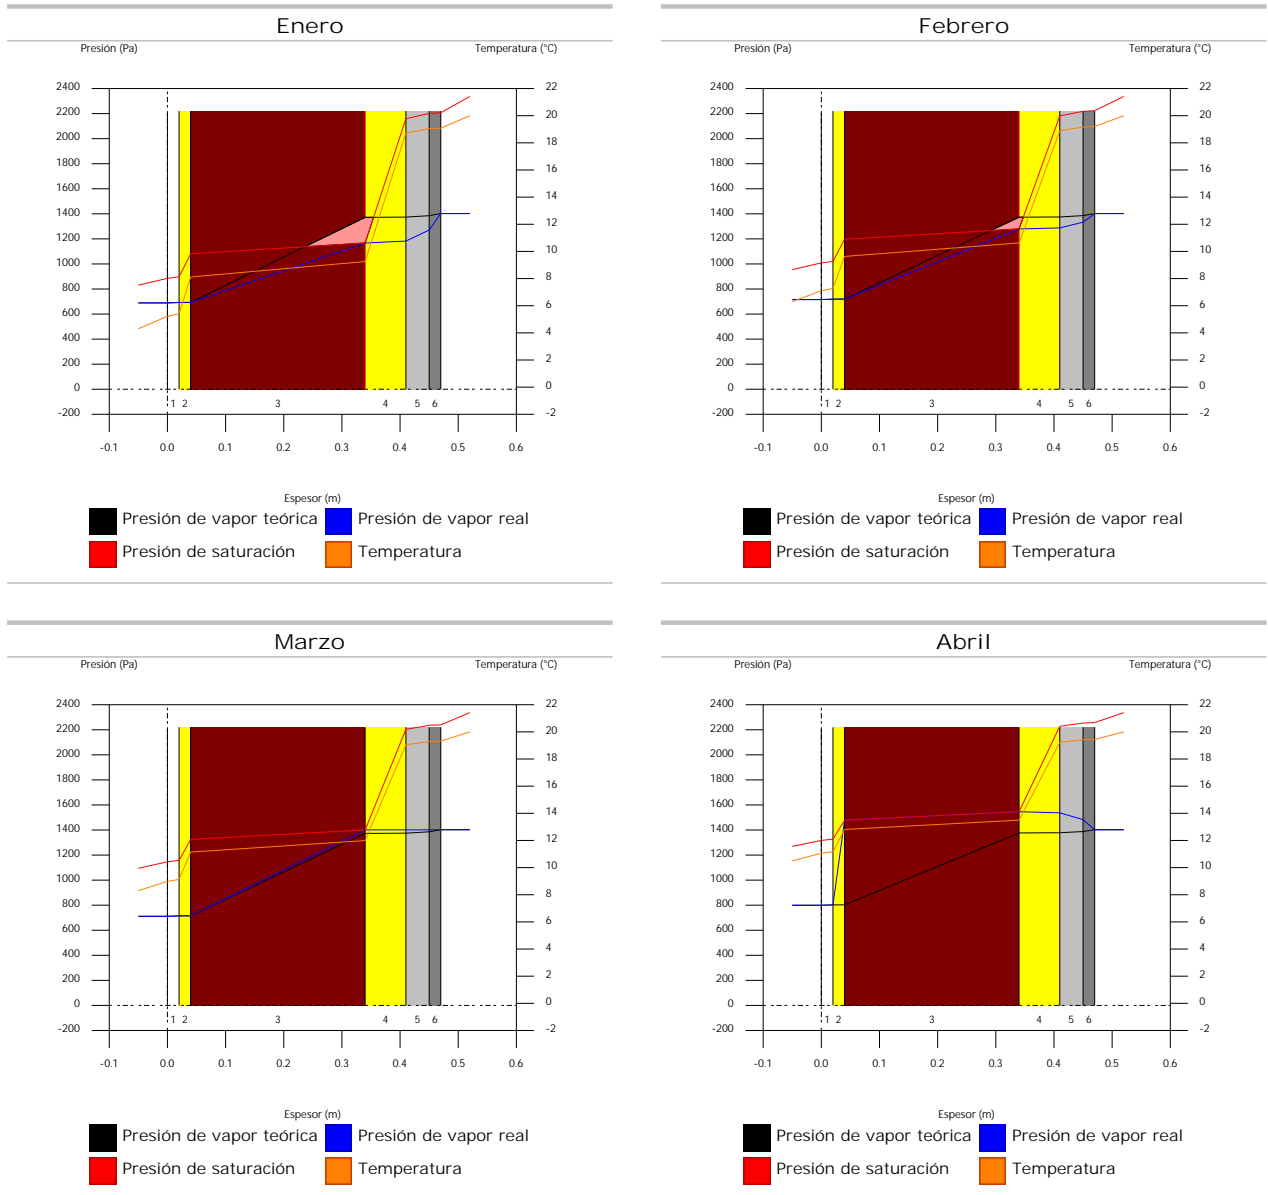 Enero
Presión (Pa) Temperatura (°C)
2400 22
2200 20
2000 18
1800 16
1600 14
1400 12
1200 10
1000 8
800 6
600 4
400 2
200 0
0 -2
-200
1 2 3 4 5 6
-0.1 0.0 0.1 0.2 0.3 0.4 0.5 0.6
Espesor (m)
Presión de vapor teórica Presión de vapor real
Presión de saturación Temperatura
Febrero
Presión (Pa) Temperatura (°C)
2400 22
2200 20
2000 18
1800 16
1600 14
1400 12
1200 10
1000 8
800 6
600 4
400 2
200 0
0 -2
-200
1 2 3 4 5 6
-0.1 0.0 0.1 0.2 0.3 0.4 0.5 0.6
Espesor (m)
Presión de vapor teórica Presión de vapor real
Presión de saturación Temperatura
Marzo
Presión (Pa) Temperatura (°C)
2400 22
2200 20
2000 18
1800 16
1600 14
1400 12
1200 10
1000 8
800 6
600 4
400 2
200 0
0 -2
-200
1 2 3 4 5 6
-0.1 0.0 0.1 0.2 0.3 0.4 0.5 0.6
Espesor (m)
Presión de vapor teórica Presión de vapor real
Presión de saturación Temperatura
Abril
Presión (Pa) Temperatura (°C)
2400 22
2200 20
2000 18
1800 16
1600 14
1400 12
1200 10
1000 8
800 6
600 4
400 2
200 0
0 -2
-200
1 2 3 4 5 6
-0.1 0.0 0.1 0.2 0.3 0.4 0.5 0.6
Espesor (m)
Presión de vapor teórica Presión de vapor real
Presión de saturación Temperatura